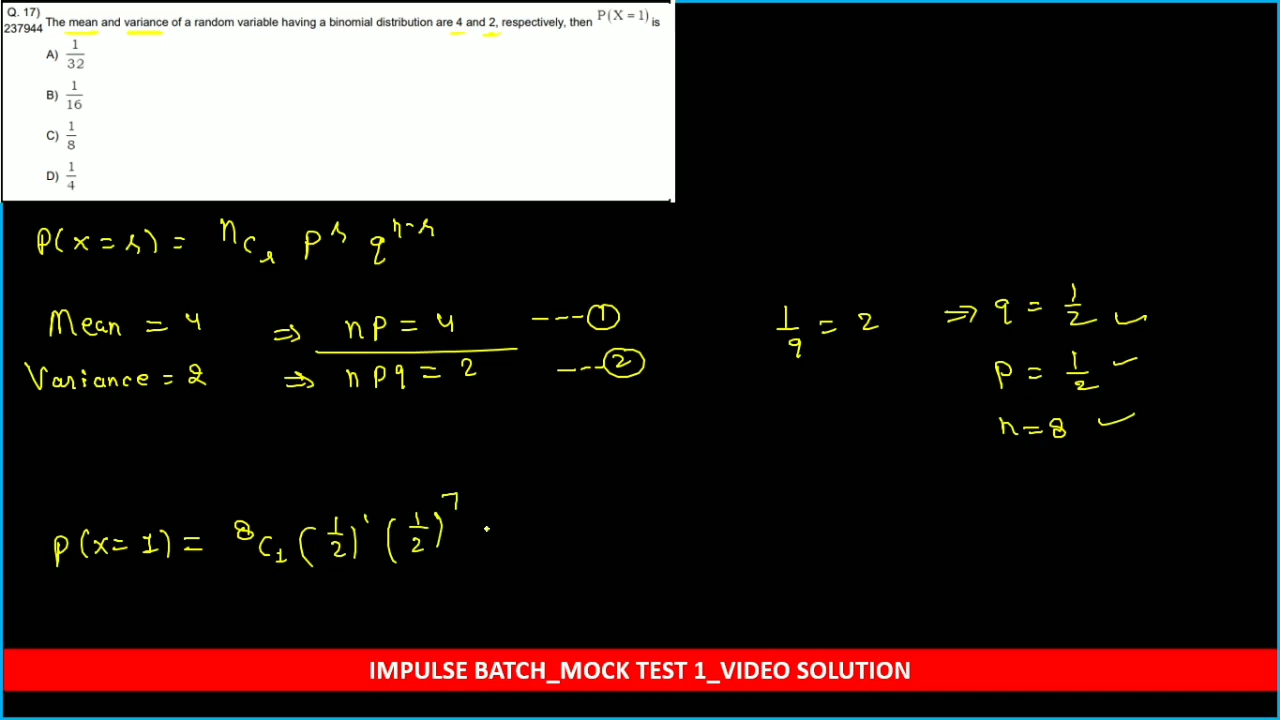 Q. 17)
237944 The mean and variance of a random variable having a binomial distribution are 4 and 2, respectively, then P(X = 1) is
A) 1/32
B) 1/16
C) 1/8
D) 1/4
P(x = r) = ⁿCᵣ pʳ qⁿ⁻ʳ
Mean = 4 ⇒ np = 4 ---①
Variance = 2 ⇒ npq = 2 ---②
1/q = 2 ⇒ q = 1/2 ✓
p = 1/2 ✓
n = 8 ✓
P(x = 1) = ⁸C₁ (1/2)¹ (1/2)⁷
IMPULSE BATCH_MOCK TEST 1_VIDEO SOLUTION